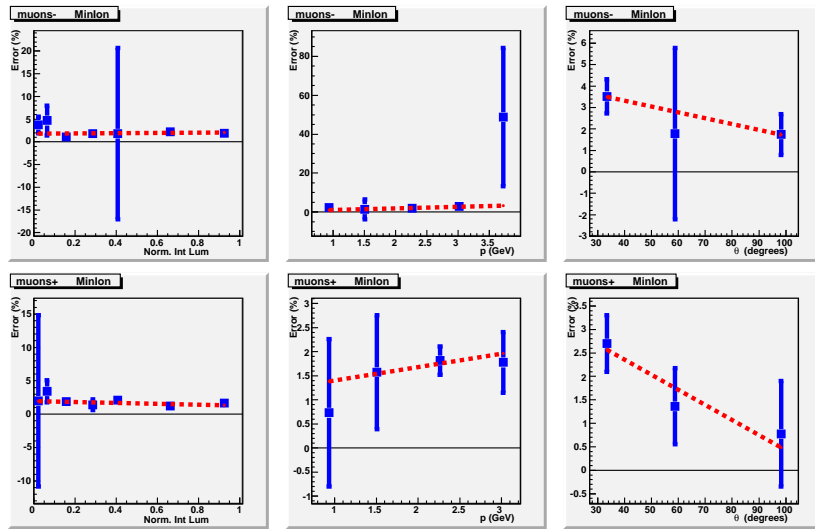 muons- MinIon
Error (%)
20
15
10
5
0
-5
-10
-15
-20
0 0.2 0.4 0.6 0.8 1
Norm. Int Lum
muons- MinIon
Error (%)
80
60
40
20
0
1 1.5 2 2.5 3 3.5
p (GeV)
muons- MinIon
Error (%)
6
5
4
3
2
1
0
-1
-2
-3
30 40 50 60 70 80 90 100
θ (degrees)
muons+ MinIon
Error (%)
15
10
5
0
-5
-10
0 0.2 0.4 0.6 0.8 1
Norm. Int Lum
muons+ MinIon
Error (%)
3
2.5
2
1.5
1
0.5
0
-0.5
-1
1 1.5 2 2.5 3
p (GeV)
muons+ MinIon
Error (%)
3.5
3
2.5
2
1.5
1
0.5
0
-0.5
30 40 50 60 70 80 90 100
θ (degrees)